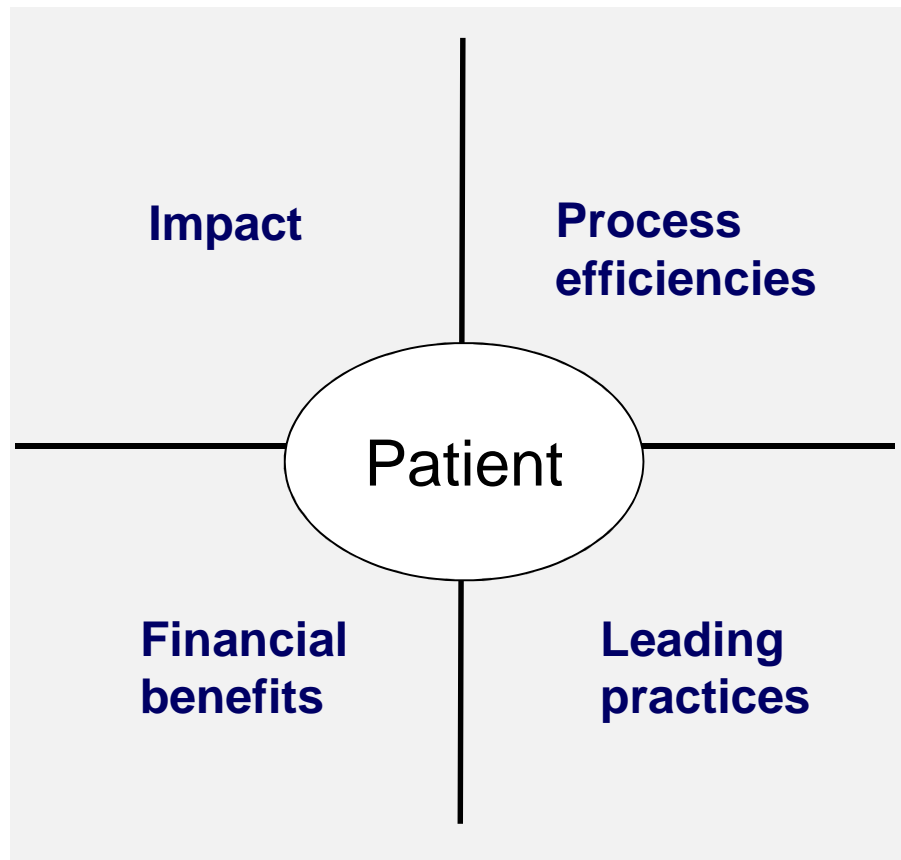 Impact
Process
efficiencies
Patient
Financial
benefits
Leading
practices